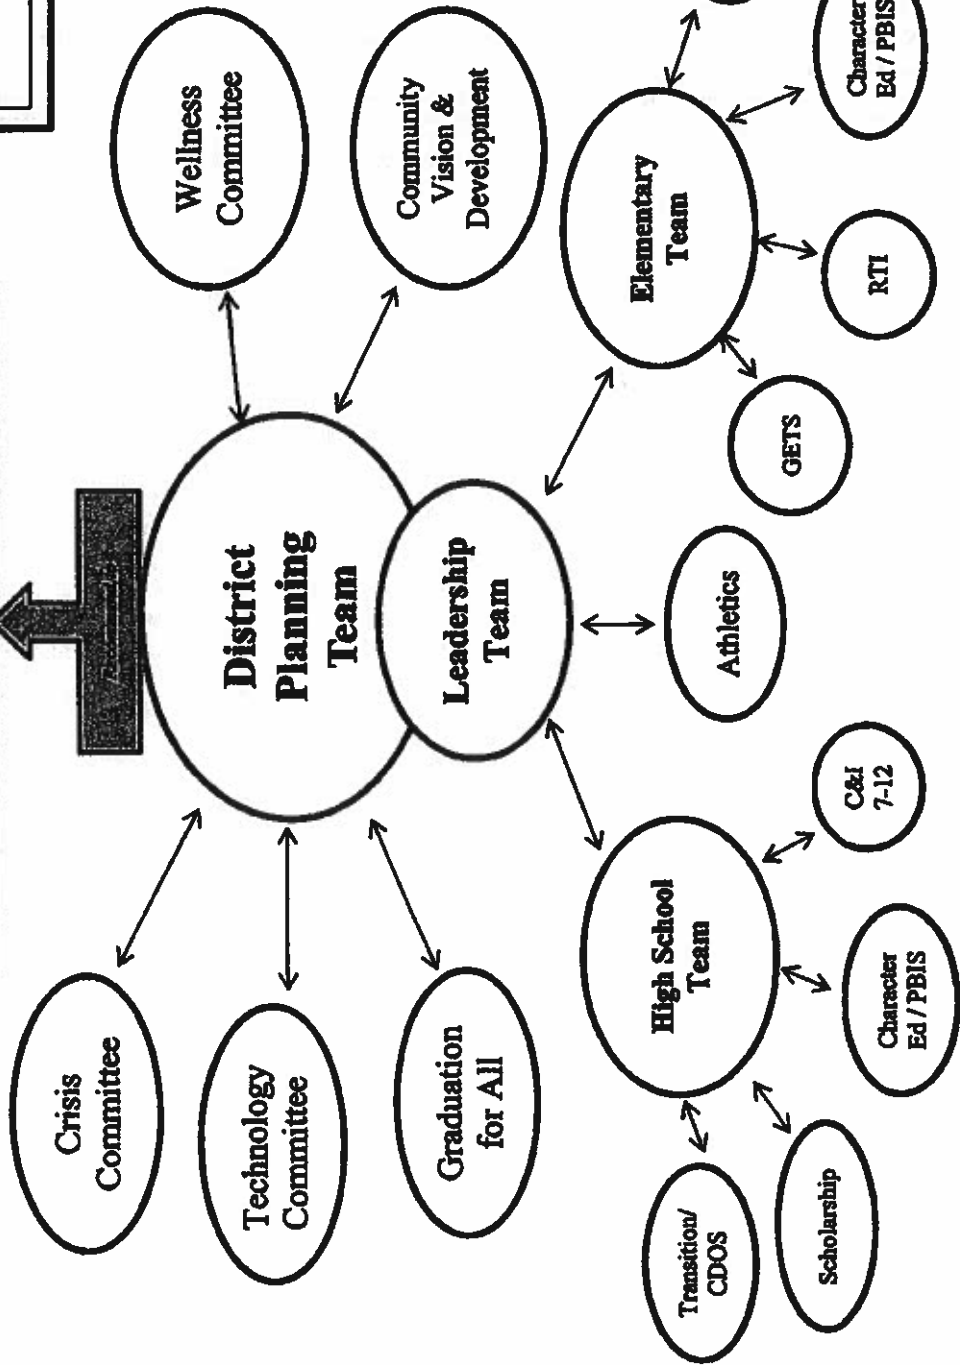 Crisis
Committee
Technology
Committee
Graduation
for All
District
Planning
Team
Leadership
Team
Wellness
Committee
Community
Vision &
Development
High School
Team
Transition/
CDOS
Scholarship
Character
Ed / PBIS
C&I
7-12
Athletics
Elementary
Team
GETS
RTI
Character
Ed / PBIS